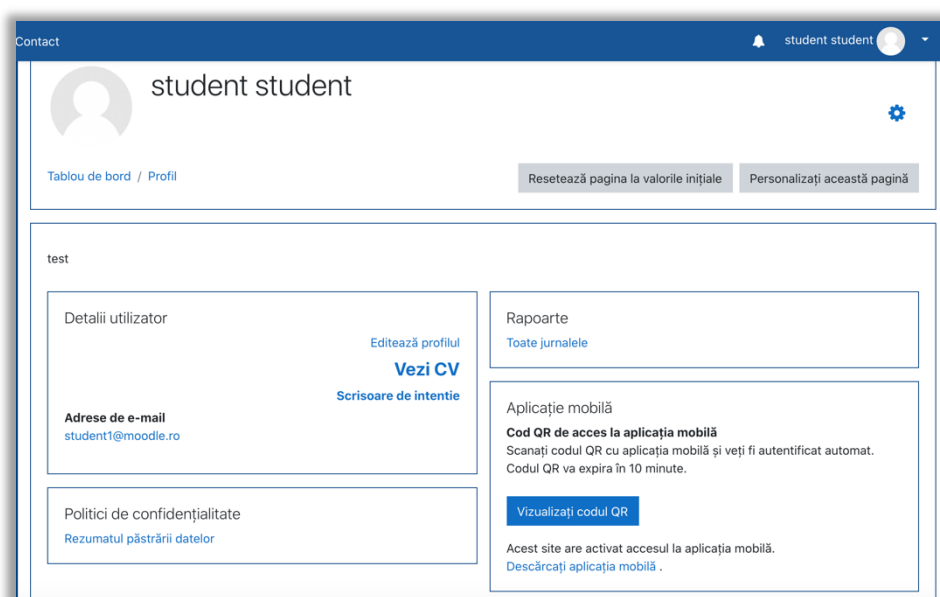 Contact
student student
student student
Tablou de bord / Profil
Resetează pagina la valorile inițiale
Personalizați această pagină
test
Detalii utilizator
Editează profilul
Vezi CV
Scrisoare de intentie
Adrese de e-mail
student1@moodle.ro
Politici de confidențialitate
Rezumatul păstrării datelor
Rapoarte
Toate jurnalele
Aplicație mobilă
Cod QR de acces la aplicația mobilă
Scanați codul QR cu aplicația mobilă și veți fi autentificat automat.
Codul QR va expira în 10 minute.
Vizualizați codul QR
Acest site are activat accesul la aplicația mobilă.
Descărcați aplicația mobilă .